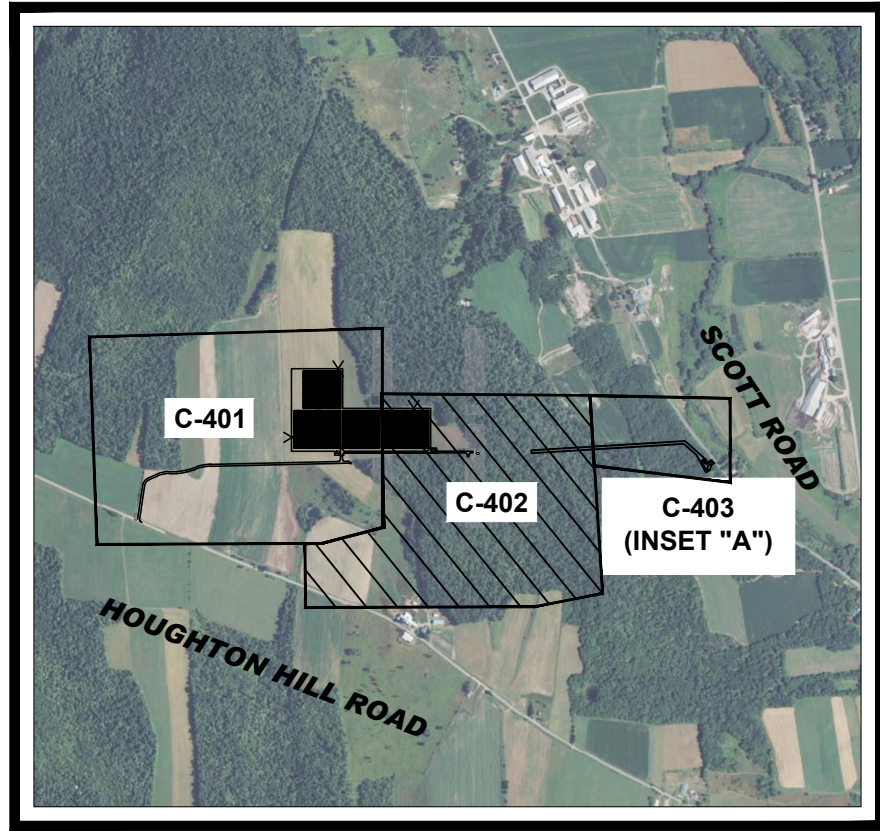 SCOTT ROAD
C-401
C-402
C-403
(INSET "A")
HOUGHTON HILL ROAD